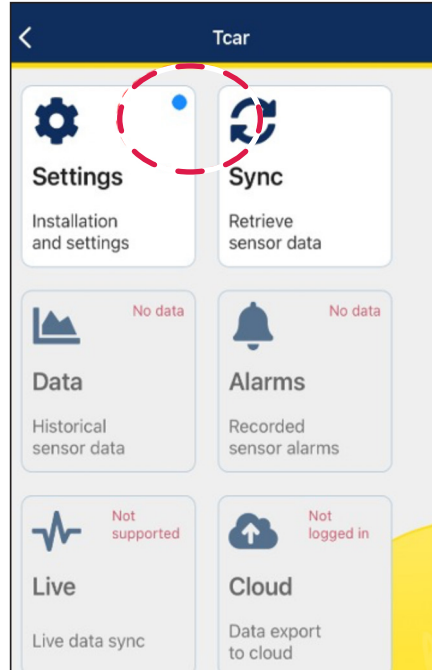 Tcar
Settings
Installation
and settings
Sync
Retrieve
sensor data
No data
Data
Historical
sensor data
No data
Alarms
Recorded
sensor alarms
Not
supported
Live
Live data sync
Not
logged in
Cloud
Data export
to cloud